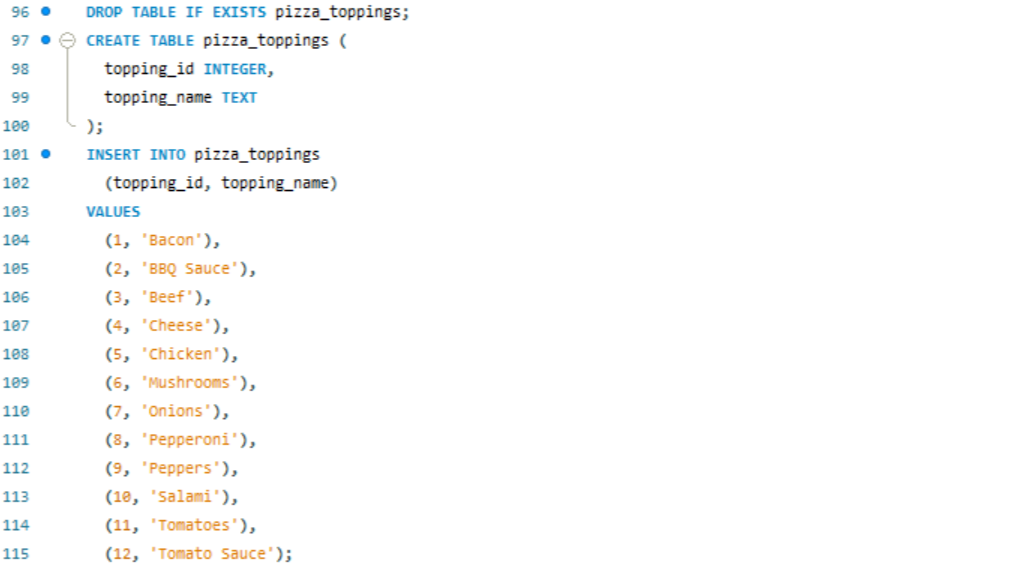 96 DROP TABLE IF EXISTS pizza_toppings;
97 CREATE TABLE pizza_toppings (
98 topping_id INTEGER,
99 topping_name TEXT
100 );
101 INSERT INTO pizza_toppings
102 (topping_id, topping_name)
103 VALUES
104 (1, 'Bacon'),
105 (2, 'BBQ Sauce'),
106 (3, 'Beef'),
107 (4, 'Cheese'),
108 (5, 'Chicken'),
109 (6, 'Mushrooms'),
110 (7, 'Onions'),
111 (8, 'Pepperoni'),
112 (9, 'Peppers'),
113 (10, 'Salami'),
114 (11, 'Tomatoes'),
115 (12, 'Tomato Sauce');